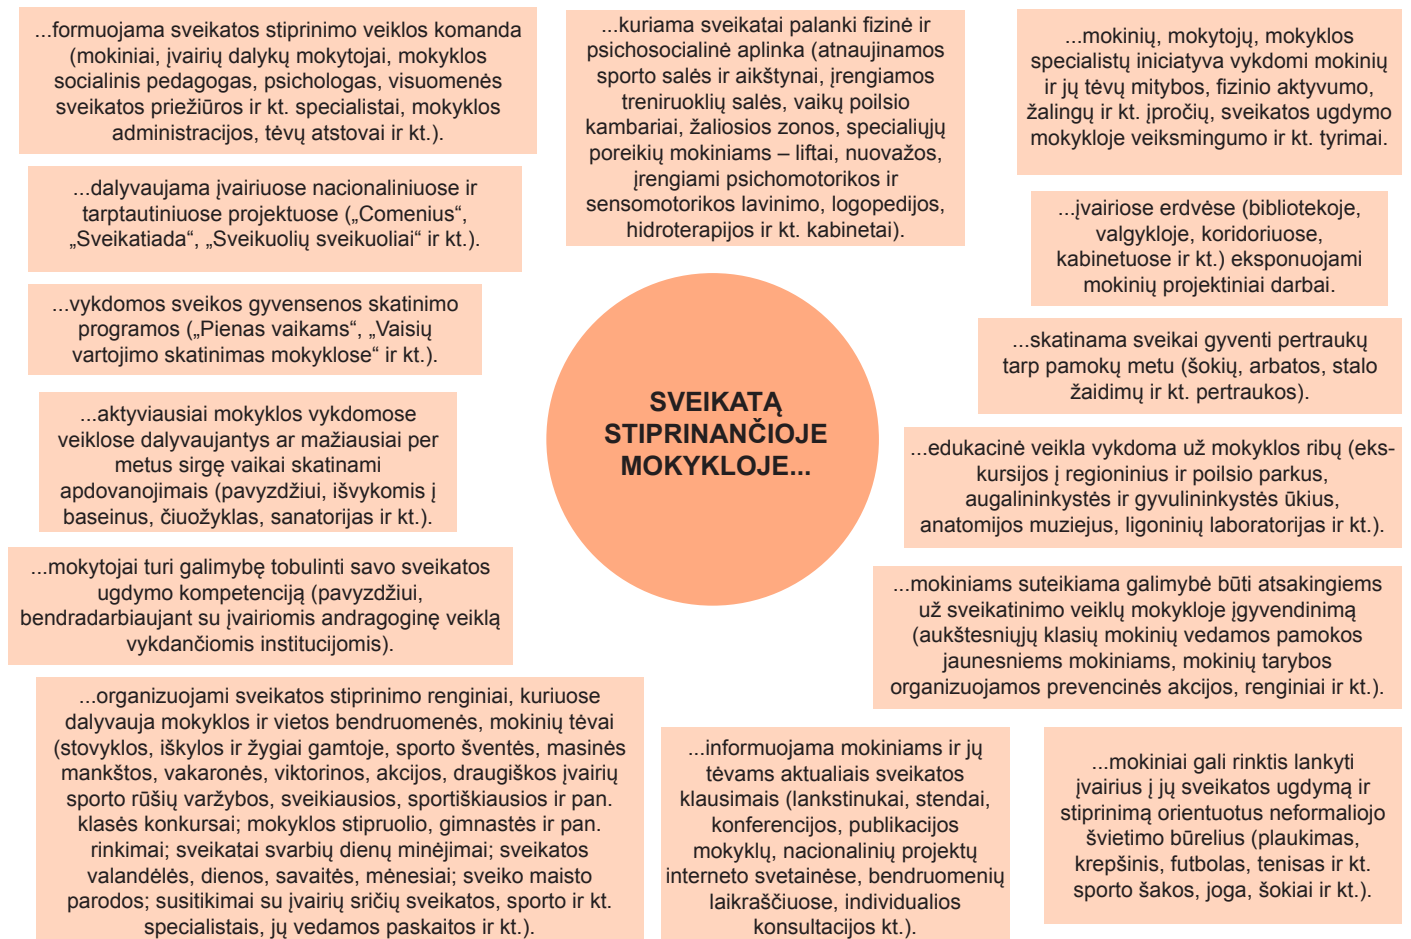 ...formuojama sveikatos stiprinimo veiklos komanda
(mokiniai, įvairių dalykų mokytojai, mokyklos
socialinis pedagogas, psichologas, visuomenės
sveikatos priežiūros ir kt. specialistai, mokyklos
administracijos, tėvų atstovai ir kt.).
...dalyvaujama įvairiuose nacionaliniuose ir
tarptautiniuose projektuose („Comenius“,
„Sveikatiada“, „Sveikuolių sveikuoliai“ ir kt.).
...vykdomos sveikos gyvensenos skatinimo
programos („Pienas vaikams“, „Vaisių
vartojimo skatinimas mokyklose“ ir kt.).
...aktyviausiai mokyklos vykdomose
veiklose dalyvaujantys ar mažiausiai per
metus sirgę vaikai skatinami
apdovanojimais (pavyzdžiui, išvykomis į
baseinus, čiuožyklas, sanatorijas ir kt.).
...mokytojai turi galimybę tobulinti savo sveikatos
ugdymo kompetenciją (pavyzdžiui,
bendradarbiaujant su įvairiomis andragoginę veiklą
vykdančiomis institucijomis).
...organizuojami sveikatos stiprinimo renginiai, kuriuose
dalyvauja mokyklos ir vietos bendruomenės, mokinių tėvai
(stovyklos, iškylos ir žygiai gamtoje, sporto šventės, masinės
mankštos, vakaronės, viktorinos, akcijos, draugiškos įvairių
sporto rūšių varžybos, sveikiausios, sportiškiausios ir pan.
klasės konkursai; mokyklos stipruolio, gimnastės ir pan.
rinkimai; sveikatai svarbių dienų minėjimai; sveikatos
valandėlės, dienos, savaitės, mėnesiai; sveiko maisto
parodos; susitikimai su įvairių sričių sveikatos, sporto ir kt.
specialistais, jų vedamos paskaitos ir kt.).
...kuriama sveikatai palanki fizinė ir
psichosocialinė aplinka (atnaujinamos
sporto salės ir aikštynai, įrengiamos
treniruoklių salės, vaikų poilsio
kambariai, žaliosios zonos, specialiųjų
poreikių mokiniams – liftai, nuovažos,
įrengiami psichomotorikos ir
sensomotorikos lavinimo, logopedijos,
hidroterapijos ir kt. kabinetai).
SVEIKATĄ
STIPRINANČIOJE
MOKYKLOJE...
...informuojama mokiniams ir jų
tėvams aktualiais sveikatos
klausimais (lankstinukai, stendai,
konferencijos, publikacijos
mokyklų, nacionalinių projektų
interneto svetainėse, bendruomenių
laikraščiuose, individualios
konsultacijos kt.).
...mokinių, mokytojų, mokyklos
specialistų iniciatyva vykdomi mokinių
ir jų tėvų mitybos, fizinio aktyvumo,
žalingų ir kt. įpročių, sveikatos ugdymo
mokykloje veiksmingumo ir kt. tyrimai.
...įvairiose erdvėse (bibliotekoje,
valgykloje, koridoriuose,
kabinetuose ir kt.) eksponuojami
mokinių projektiniai darbai.
...skatinama sveikai gyventi pertraukų
tarp pamokų metu (šokių, arbatos, stalo
žaidimų ir kt. pertraukos).
...edukacinė veikla vykdoma už mokyklos ribų (eks-
kursijos į regioninius ir poilsio parkus,
augalininkystės ir gyvulininkystės ūkius,
anatomijos muziejus, ligoninių laboratorijas ir kt.).
...mokiniams suteikiama galimybė būti atsakingiems
už sveikatinimo veiklų mokykloje įgyvendinimą
(aukštesniųjų klasių mokinių vedamos pamokos
jaunesniems mokiniams, mokinių tarybos
organizuojamos prevencinės akcijos, renginiai ir kt.).
...mokiniai gali rinktis lankyti
įvairius į jų sveikatos ugdymą ir
stiprinimą orientuotus neformaliojo
švietimo būrelius (plaukimas,
krepšinis, futbolas, tenisas ir kt.
sporto šakos, joga, šokiai ir kt.).